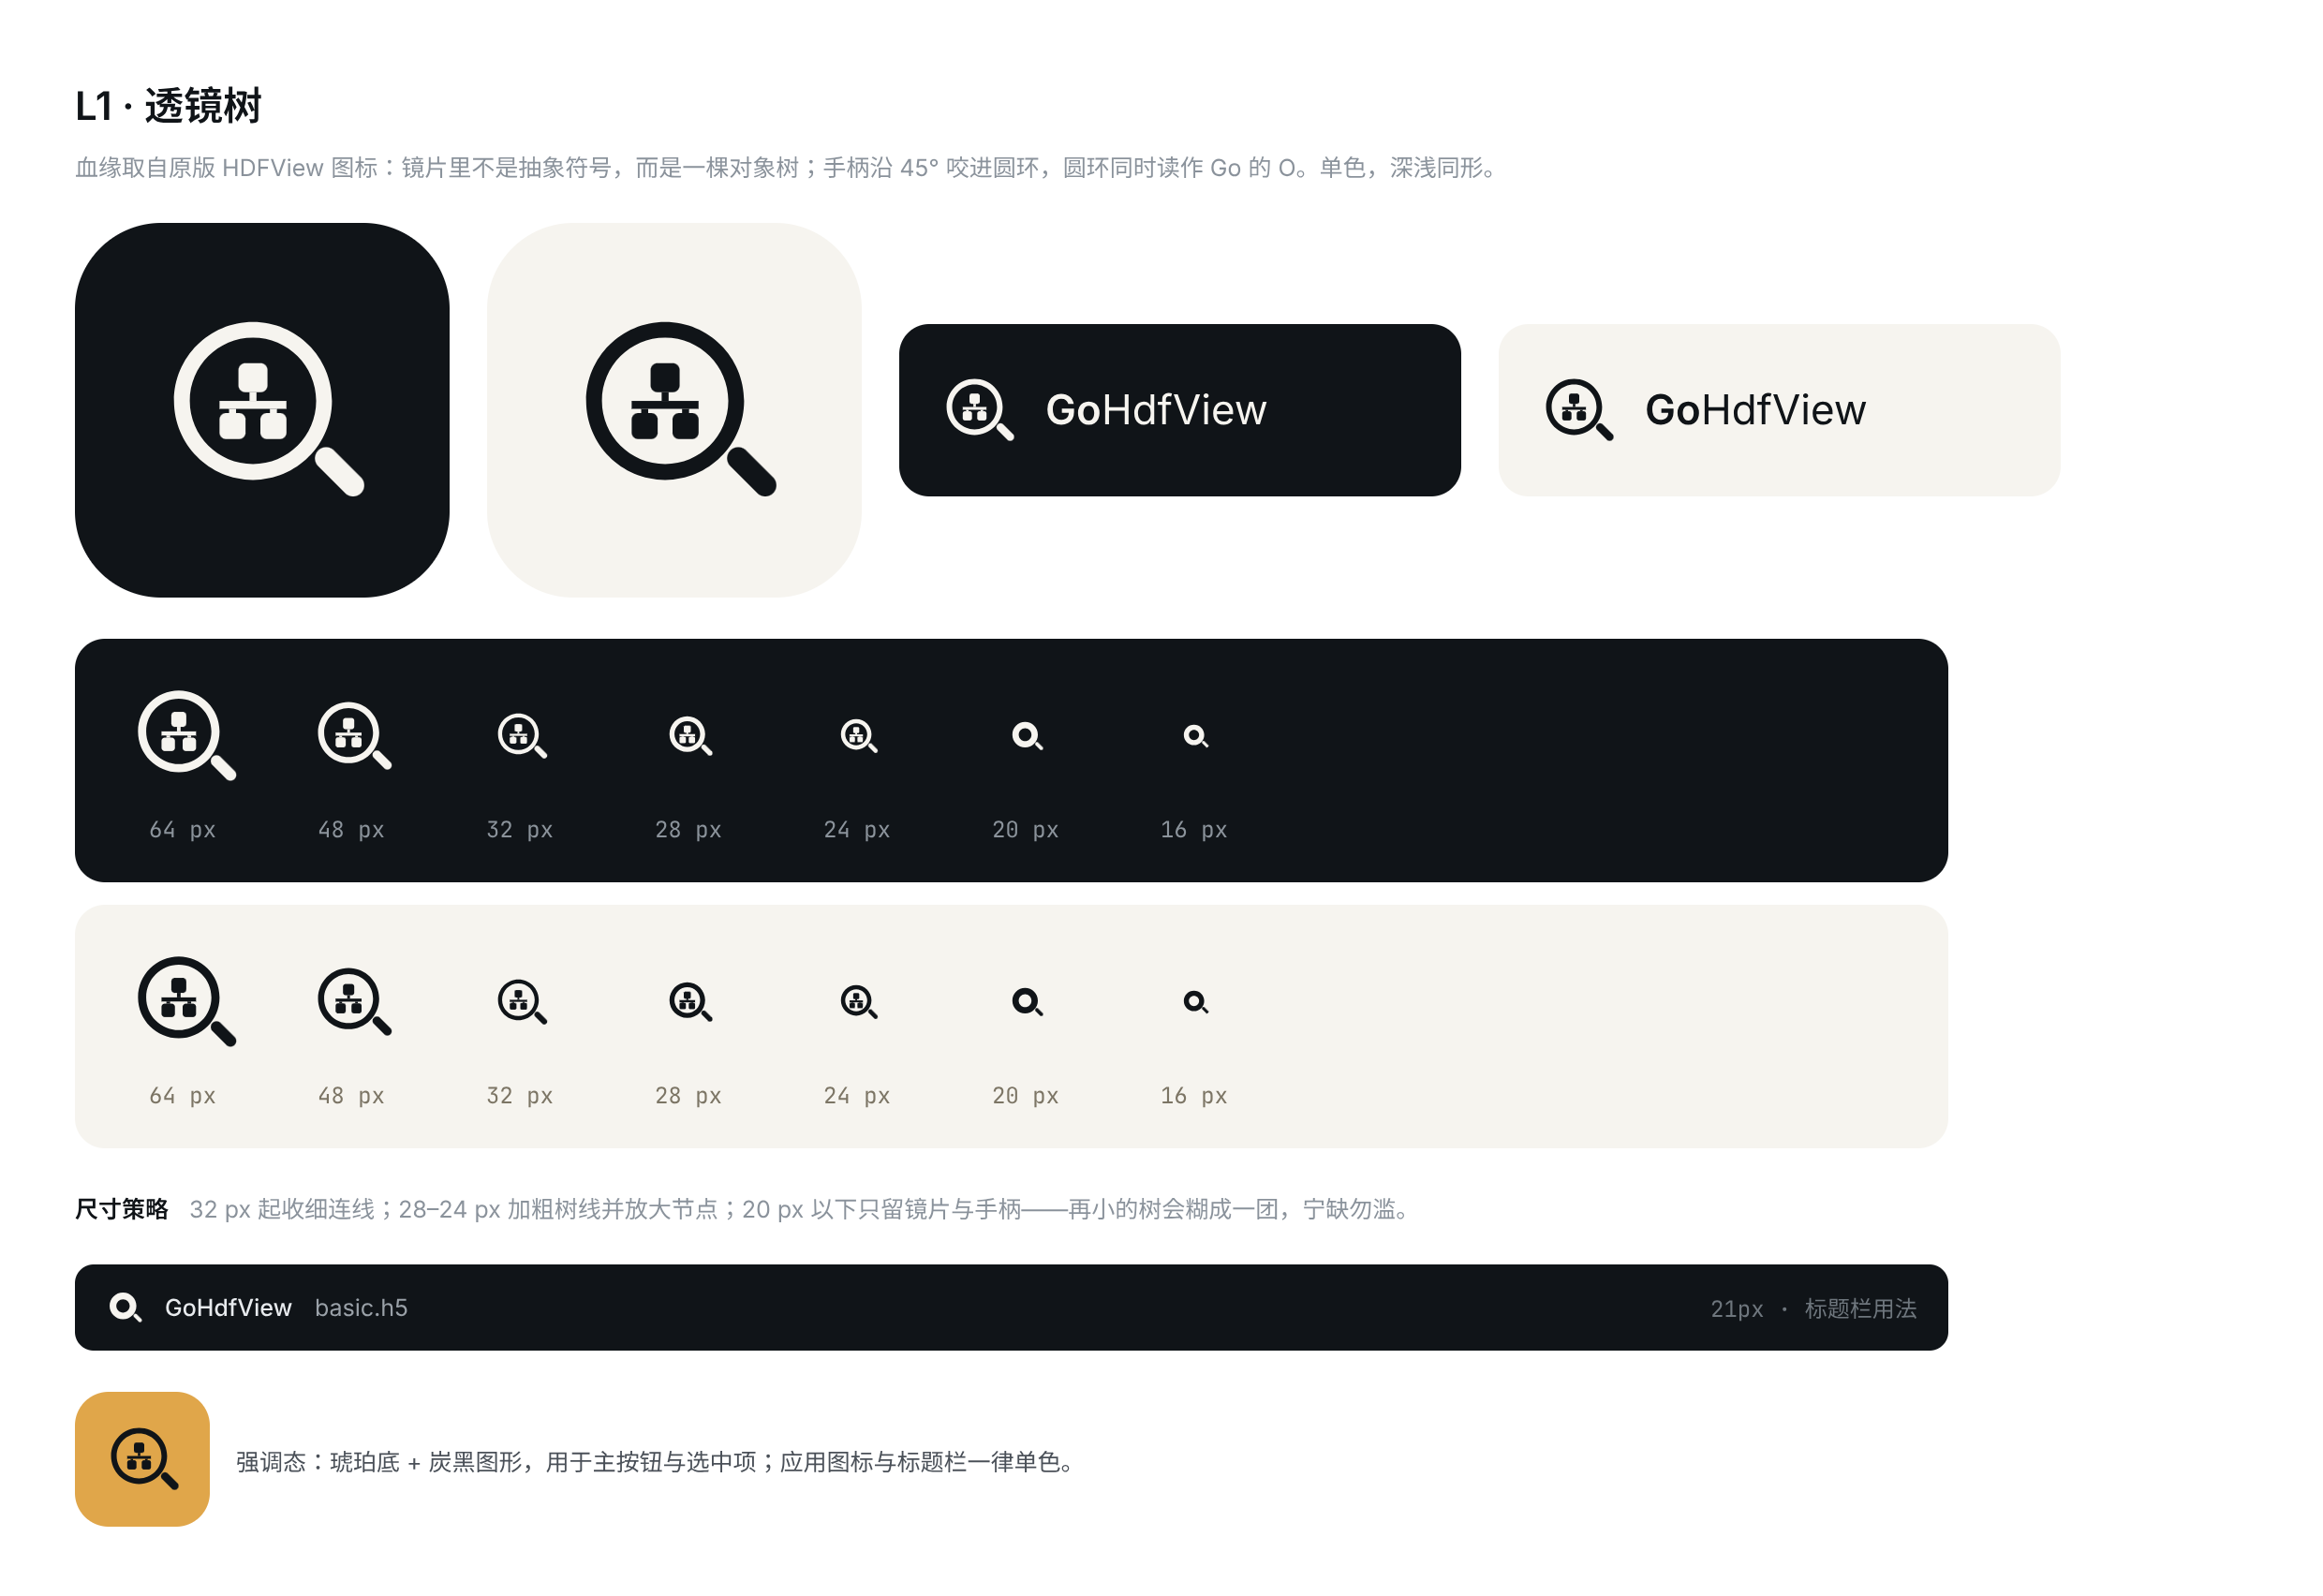 L1 · 透镜树
血缘取自原版 HDFView 图标：镜片里不是抽象符号，而是一棵对象树；手柄沿 45° 咬进圆环，圆环同时读作 Go 的 O。单色，深浅同形。
GoHdfView
GoHdfView
64 px 48 px 32 px 28 px 24 px 20 px 16 px
64 px 48 px 32 px 28 px 24 px 20 px 16 px
尺寸策略 32 px 起收细连线；28–24 px 加粗树线并放大节点；20 px 以下只留镜片与手柄——再小的树会糊成一团，宁缺勿滥。
GoHdfView basic.h5 21px · 标题栏用法
强调态：琥珀底 + 炭黑图形，用于主按钮与选中项；应用图标与标题栏一律单色。